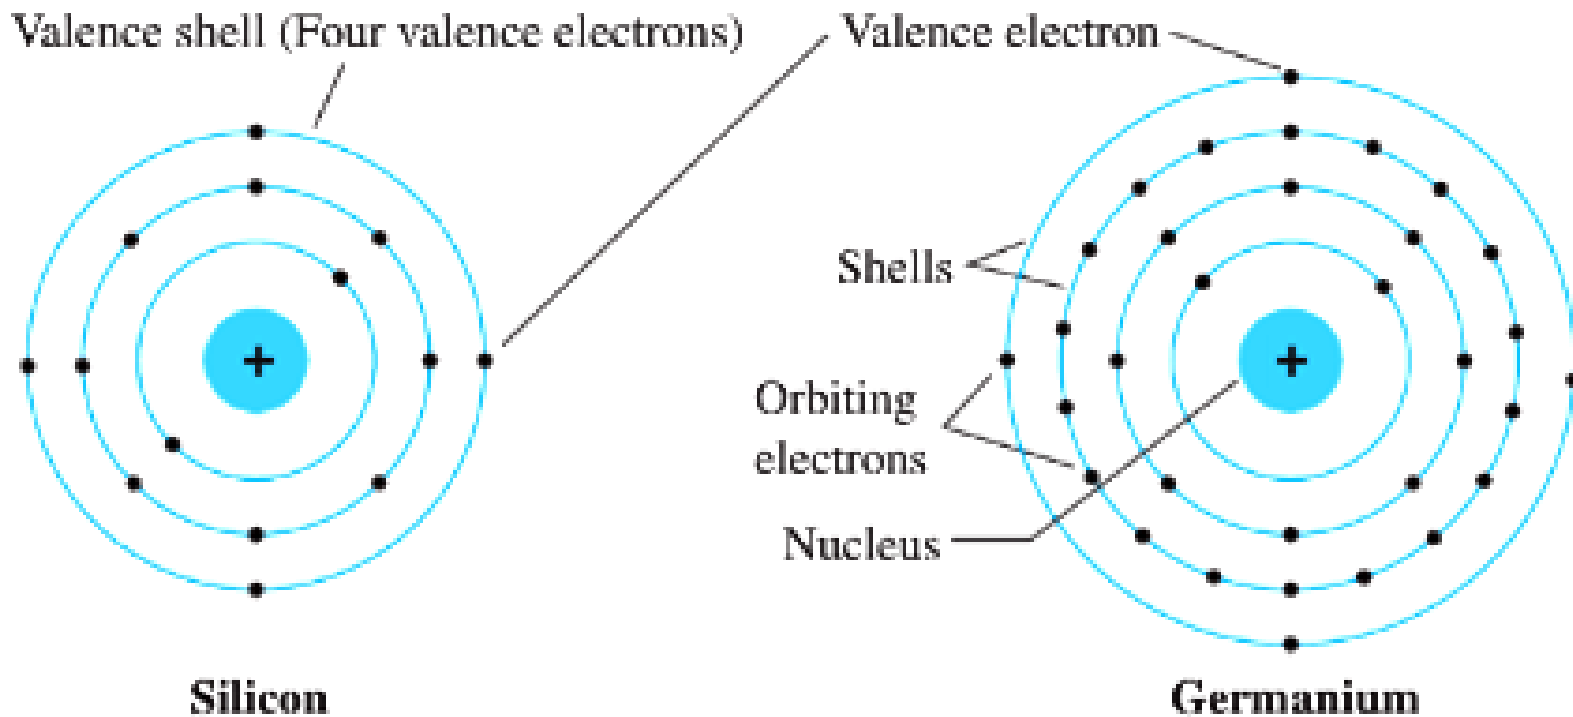 Valence shell (Four valence electrons)
Valence electron
Shells
Orbiting
electrons
Nucleus
+
+
Silicon
Germanium